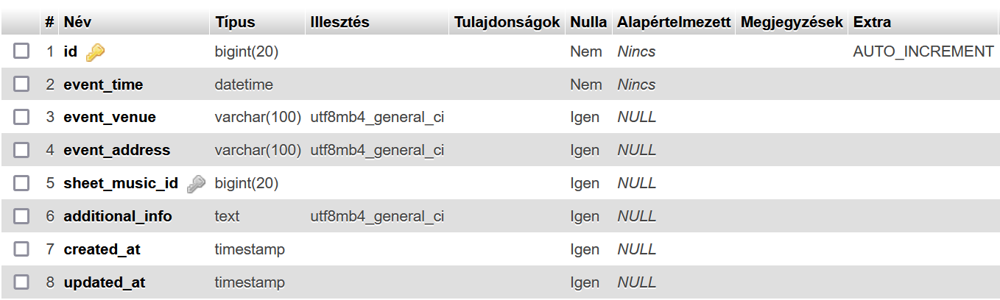 # Név Típus Illesztés Tulajdonságok Nulla Alapértelmezett Megjegyzések Extra
1 id bigint(20) Nem Nincs AUTO_INCREMENT
2 event_time datetime Nem Nincs
3 event_venue varchar(100) utf8mb4_general_ci Igen NULL
4 event_address varchar(100) utf8mb4_general_ci Igen NULL
5 sheet_music_id bigint(20) Igen NULL
6 additional_info text utf8mb4_general_ci Igen NULL
7 created_at timestamp Igen NULL
8 updated_at timestamp Igen NULL